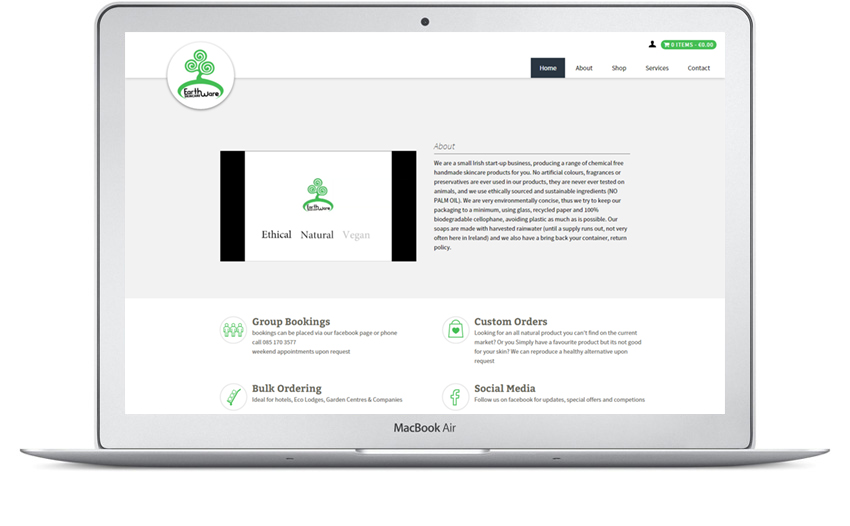 0 ITEMS - €0.00
Home About Shop Services Contact
Earth
Ware
About
We are a small Irish start-up business, producing a range of chemical free
handmade skincare products for you. No artificial colours, fragrances or
preservatives are ever used in our products, they are never ever tested on
animals, and we use ethically sourced and sustainable ingredients (NO
PALM OIL). We are very environmentally concise, thus we try to keep our
packaging to a minimum, using glass, recycled paper and 100%
biodegradable cellophane, avoiding plastic as much as is possible. Our
soaps are made with harvested rainwater (until a supply runs out, not very
often here in Ireland) and we also have a bring back your container, return
policy.
EarthWare
Ethical Natural Vegan
Group Bookings
bookings can be placed via our facebook page or phone
call 085 170 3577
weekend appointments upon request
Custom Orders
Looking for an all natural product you can't find on the current
market? Or you Simply have a favourite product but its not good
for your skin? We can reproduce a healthy alternative upon
request
Bulk Ordering
Ideal for hotels, Eco Lodges, Garden Centres & Companies
Social Media
Follow us on facebook for updates, special offers and competions
MacBook Air